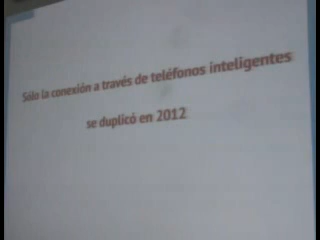 Sólo la conexión a través de teléfonos inteligentes
se duplicó en 2012